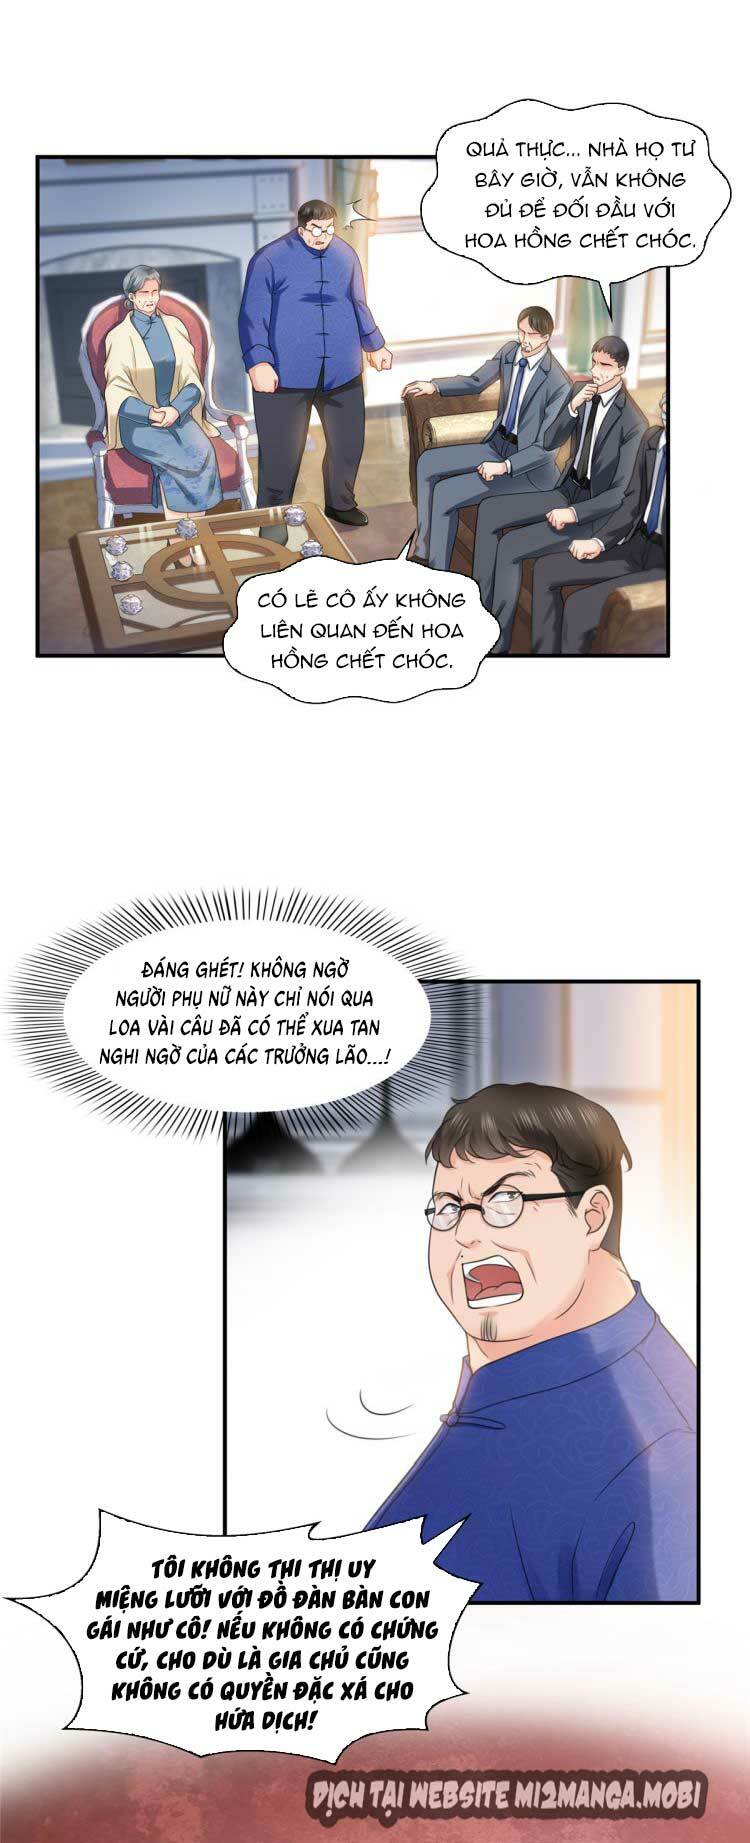 QUẢ THỰC... NHÀ HỌ TƯ
BÂY GIỜ, VẪN KHÔNG
ĐỦ ĐỂ ĐỐI ĐẦU VỚI
HOA HỒNG CHẾT CHÓC.
CÓ LẼ CÔ ẤY KHÔNG
LIÊN QUAN ĐẾN HOA
HỒNG CHẾT CHÓC.
ĐÁNG GHÉT! KHÔNG NGỜ
NGƯỜI PHỤ NỮ NÀY CHỈ NÓI QUA
LOA VÀI CÂU ĐÃ CÓ THỂ XUA TAN
NGHI NGỜ CỦA CÁC TRƯỞNG LÃO...!
TÔI KHÔNG THI THỊ UY
MIỆNG LƯỠI VỚI ĐỒ ĐÀN BÀN CON
GÁI NHƯ CÔ! NẾU KHÔNG CÓ CHỨNG
CỨ, CHO DÙ LÀ GIA CHỦ CŨNG
KHÔNG CÓ QUYỀN ĐẶC XÁ CHO
HỨA DỊCH!
DỊCH TẠI WEBSITE MI2MANGA.MOBI